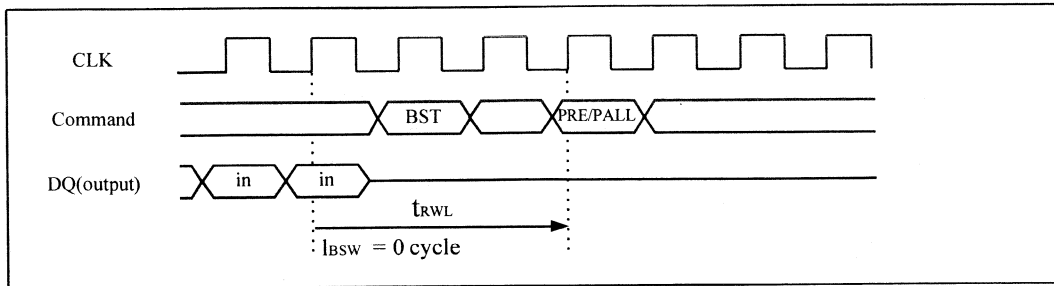 CLK
Command
BST
PRE/PALL
DQ(output)
in
in
tRWL
lBSW = 0 cycle